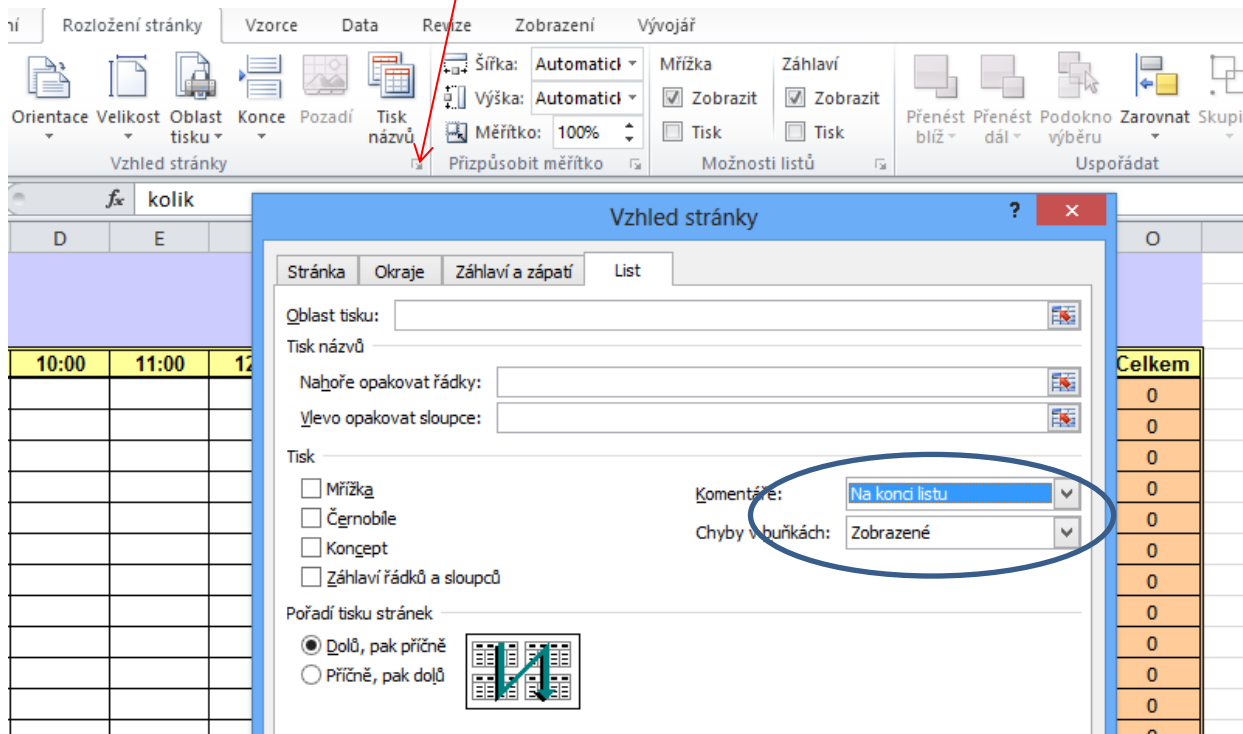 ní Rozložení stránky Vzorce Data Revize Zobrazení Vývojář
Šířka: Automatick Mřížka Záhlaví
Výška: Automatick Zobrazit Zobrazit
Orientace Velikost Oblast tisku Konce Pozadí Tisk názvů Měřítko: 100% Tisk Tisk Přenést blíž Přenést dál Podokno výběru Zarovnat Skupi
Vzhled stránky Přizpůsobit měřítko Možnosti listů Uspořádat
fx kolik
Vzhled stránky ? ×
D E O
Stránka Okraje Záhlaví a zápatí List
Oblast tisku:
Tisk názvů
10:00 11:00 12 Celkem
Nahoře opakovat řádky:
0
Vlevo opakovat sloupce:
0
Tisk
0
Mřížka Komentáře: Na konci listu
0
Černobíle Chyby v buňkách: Zobrazené
0
Koncept
0
Záhlaví řádků a sloupců
0
Pořadí tisku stránek
0
Dolů, pak příčně
0
Příčně, pak dolů
0
0